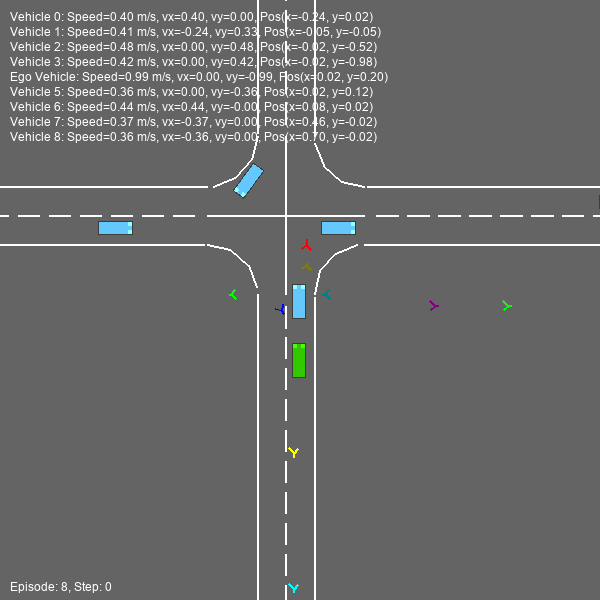 Vehicle 0: Speed=0.40 m/s, vx=0.40, vy=0.00, Pos(x=-0.24, y=0.02)
Vehicle 1: Speed=0.41 m/s, vx=-0.24, vy=0.33, Pos(x=-0.05, y=-0.05)
Vehicle 2: Speed=0.48 m/s, vx=0.00, vy=0.48, Pos(x=-0.02, y=-0.52)
Vehicle 3: Speed=0.42 m/s, vx=0.00, vy=0.42, Pos(x=-0.02, y=-0.98)
Ego Vehicle: Speed=0.99 m/s, vx=0.00, vy=-0.99, Pos(x=0.02, y=0.20)
Vehicle 5: Speed=0.36 m/s, vx=0.00, vy=-0.36, Pos(x=0.02, y=0.12)
Vehicle 6: Speed=0.44 m/s, vx=0.44, vy=-0.00, Pos(x=0.08, y=0.02)
Vehicle 7: Speed=0.37 m/s, vx=-0.37, vy=0.00, Pos(x=0.46, y=-0.02)
Vehicle 8: Speed=0.36 m/s, vx=-0.36, vy=0.00, Pos(x=0.70, y=-0.02)
Episode: 8, Step: 0